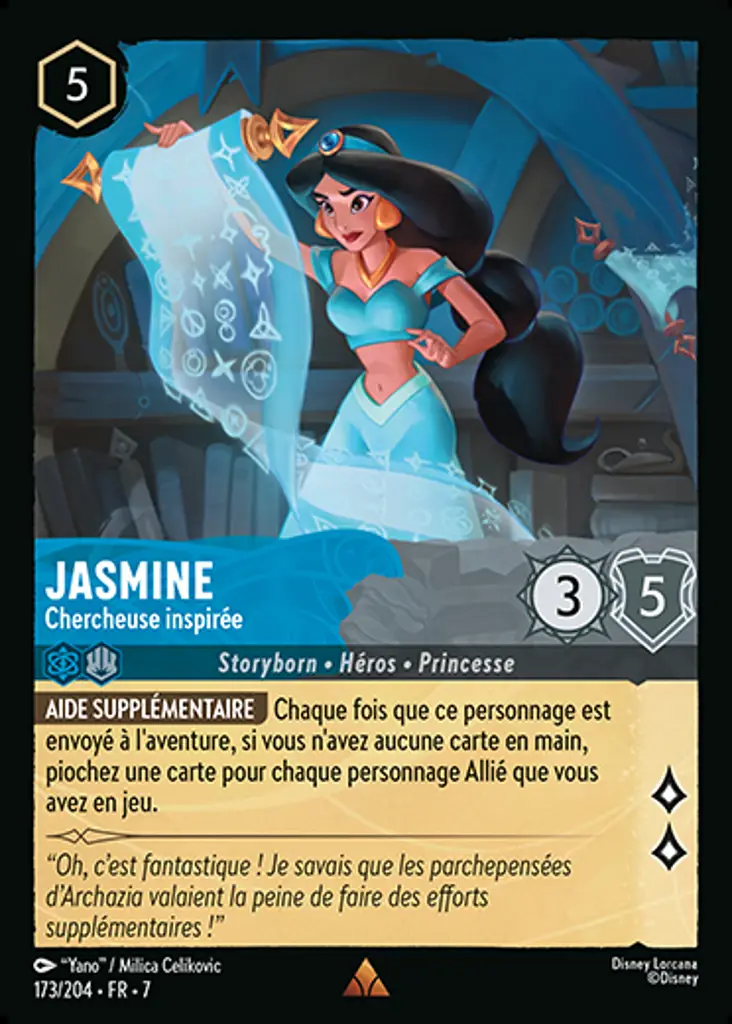 5
JASMINE
Chercheuse inspirée
3
5
Storyborn • Héros • Princesse
AIDE SUPPLÉMENTAIRE Chaque fois que ce personnage est
envoyé à l'aventure, si vous n'avez aucune carte en main,
piochez une carte pour chaque personnage Allié que vous
avez en jeu.
“Oh, c’est fantastique ! Je savais que les parchepensées
d’Archazia valaient la peine de faire des efforts
supplémentaires !”
“Yano” / Milica Celikovic
Disney Lorcana
173/204 • FR • 7
©Disney